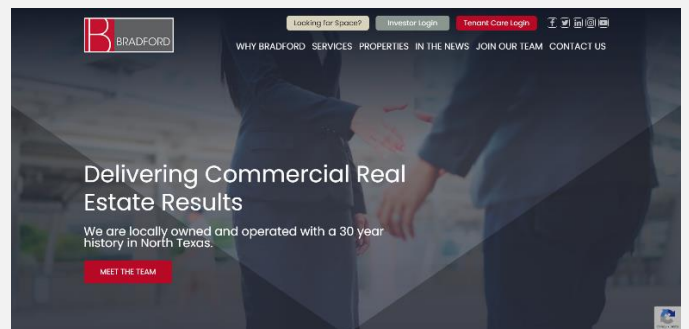 Looking for Space?
Investor Login
Tenant Care Login
BRADFORD
WHY BRADFORD SERVICES PROPERTIES IN THE NEWS JOIN OUR TEAM CONTACT US
Delivering Commercial Real
Estate Results
We are locally owned and operated with a 30 year
history in North Texas.
MEET THE TEAM